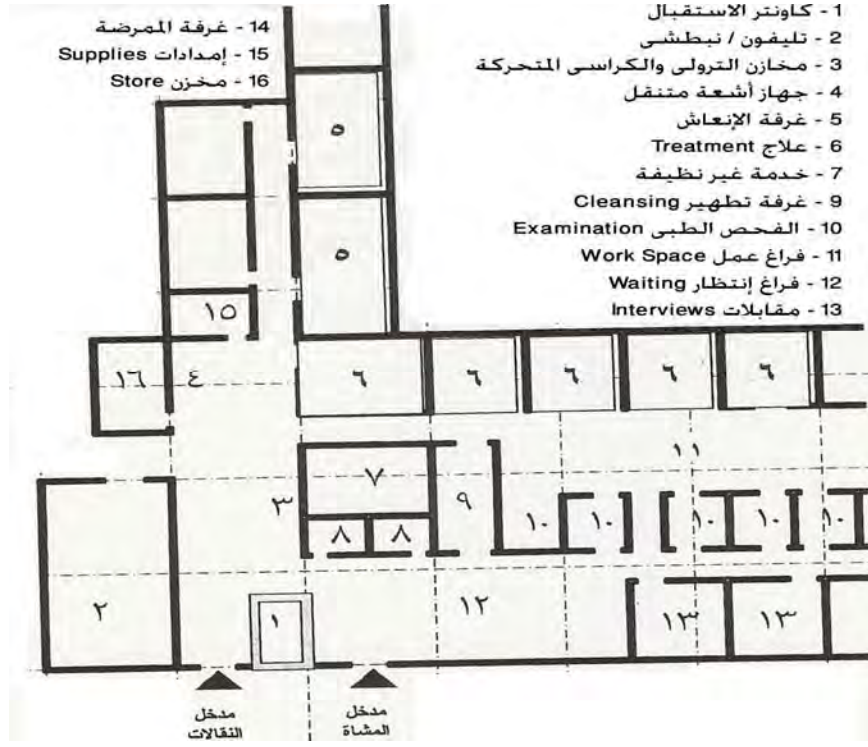 1 - كاونتر الاستقبال
2 - تليفون / نبطشى
3 - مخازن الترولى والكراسى المتحركة
4 - جهاز أشعة متنقل
5 - غرفة الإنعاش
6 - علاج Treatment
7 - خدمة غير نظيفة
9 - غرفة تطهير Cleansing
10 - الفحص الطبى Examination
11 - فراغ عمل Work Space
12 - فراغ إنتظار Waiting
13 - مقابلات Interviews
14 - غرفة الممرضة
15 - إمدادات Supplies
16 - مخزن Store
٥
٥
١٥
١٦ ٤ ٦ ٦ ٦ ٦ ٦
١١
٧
٣ ٩ ١٠ ١٠ ١٠ ١٠ ١٠
٨ ٨
٢ ١ ١٢ ١٣ ١٣
مدخل
النقالات
مدخل
المشاة